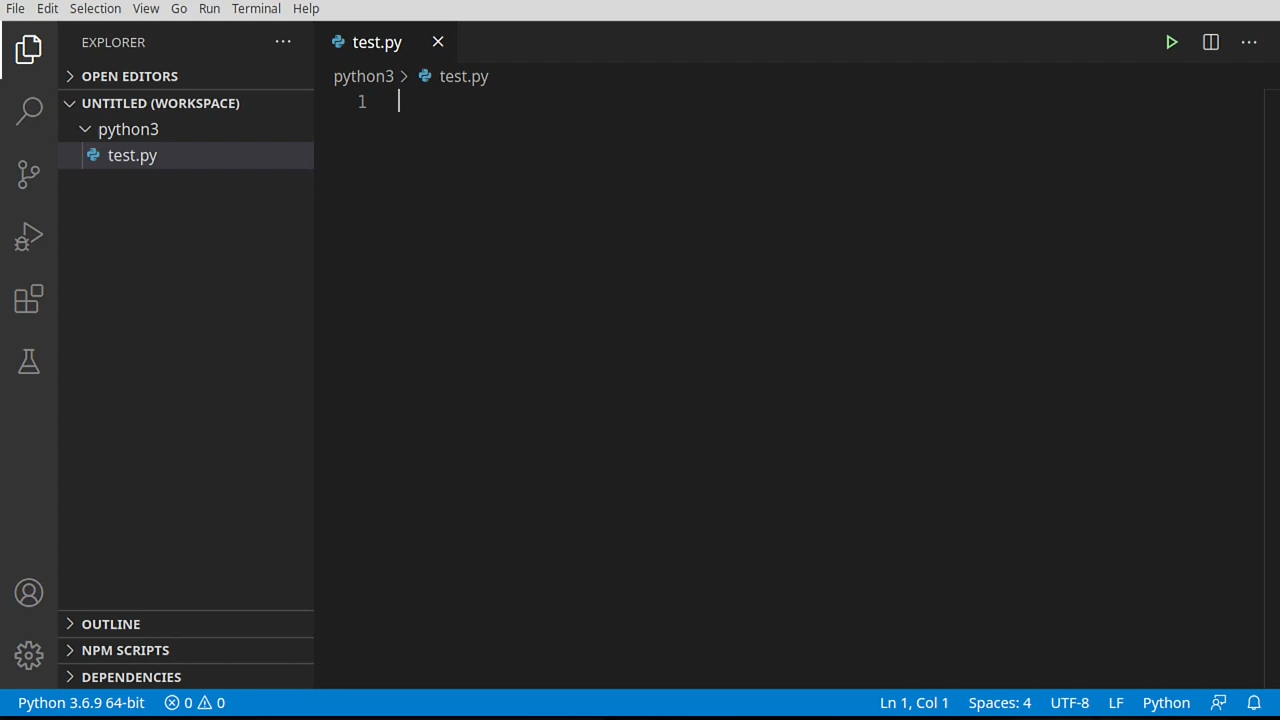 File Edit Selection View Go Run Terminal Help
EXPLORER
test.py
OPEN EDITORS
python3 > test.py
UNTITLED (WORKSPACE)
1
python3
test.py
OUTLINE
NPM SCRIPTS
DEPENDENCIES
Python 3.6.9 64-bit 0 0 Ln 1, Col 1 Spaces: 4 UTF-8 LF Python